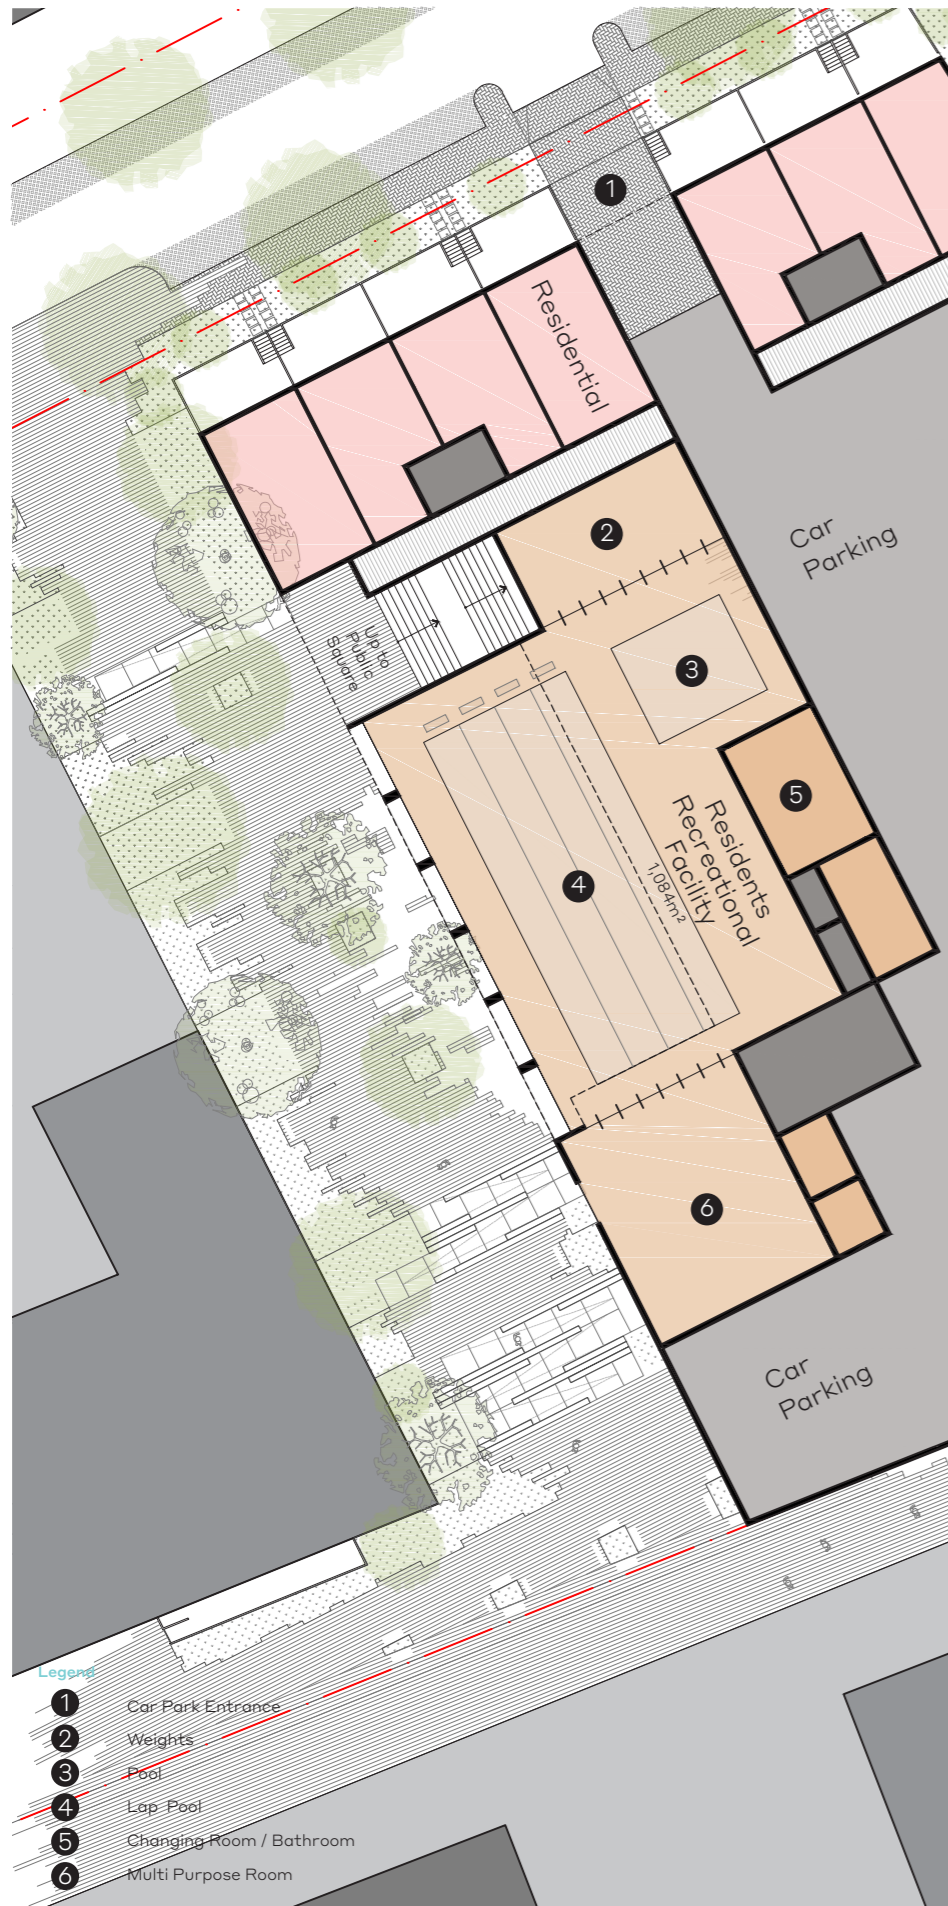 1
Residential
2
Car
Parking
Up to
Public
Square
3
5
Residents
Recreational
Facility
1,084m²
4
6
Car
Parking
Legend
1 Car Park Entrance
2 Weights
3 Pool
4 Lap Pool
5 Changing Room / Bathroom
6 Multi Purpose Room